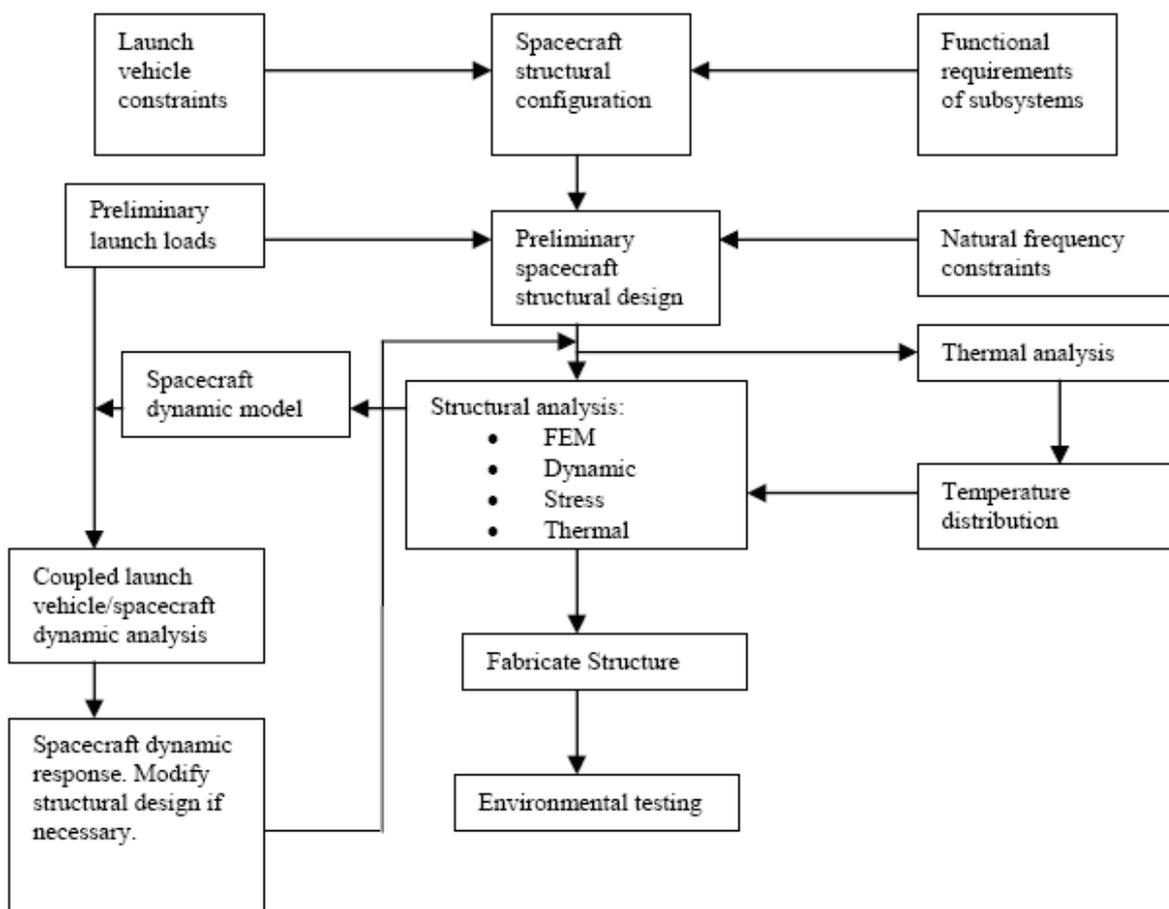 Launch
vehicle
constraints
Spacecraft
structural
configuration
Functional
requirements
of subsystems
Preliminary
launch loads
Preliminary
spacecraft
structural design
Natural frequency
constraints
Thermal analysis
Spacecraft
dynamic model
Structural analysis:
• FEM
• Dynamic
• Stress
• Thermal
Temperature
distribution
Coupled launch
vehicle/spacecraft
dynamic analysis
Fabricate Structure
Spacecraft dynamic
response. Modify
structural design if
necessary.
Environmental testing